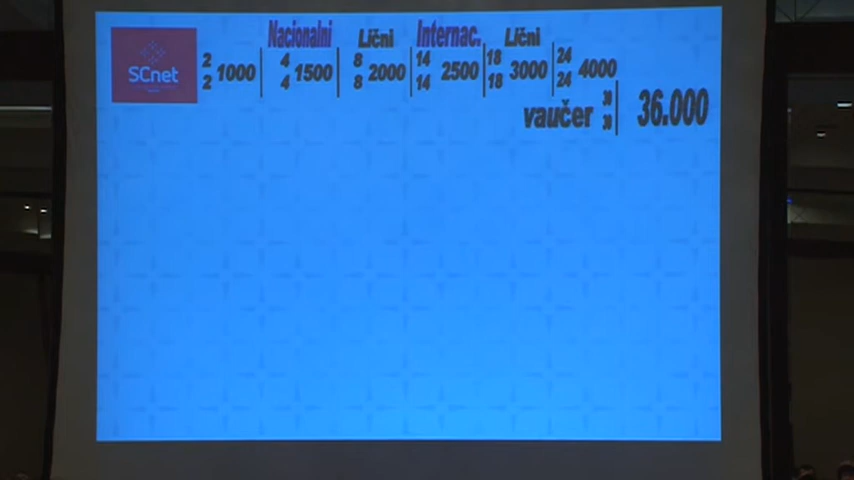 Nacionalni Lični Internac. Lični
SCnet
2 1000 4 1500 8 2000 14 2500 18 3000 24 4000
2 4 8 14 18 24
vaučer 36.000